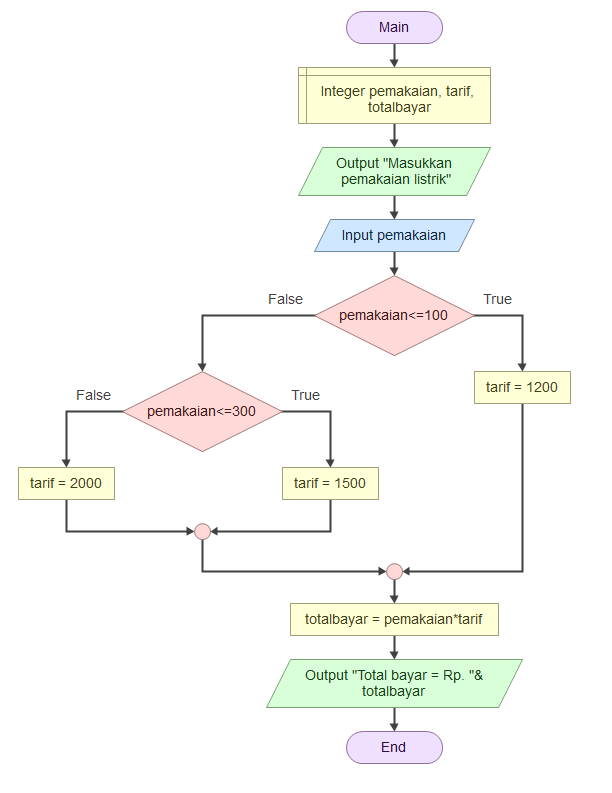 Main
Integer pemakaian, tarif,
totalbayar
Output "Masukkan
pemakaian listrik"
Input pemakaian
False
True
pemakaian<=100
False
True
tarif = 1200
pemakaian<=300
tarif = 2000
tarif = 1500
totalbayar = pemakaian*tarif
Output "Total bayar = Rp. "&
totalbayar
End